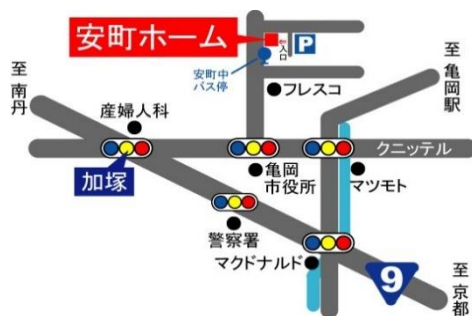 安町ホーム
入口
P
安町中
バス停
フレスコ
至亀岡駅
至南丹
産婦人科
クニッテル
加塚
亀岡
市役所
マツモト
警察署
マクドナルド
9
至京都